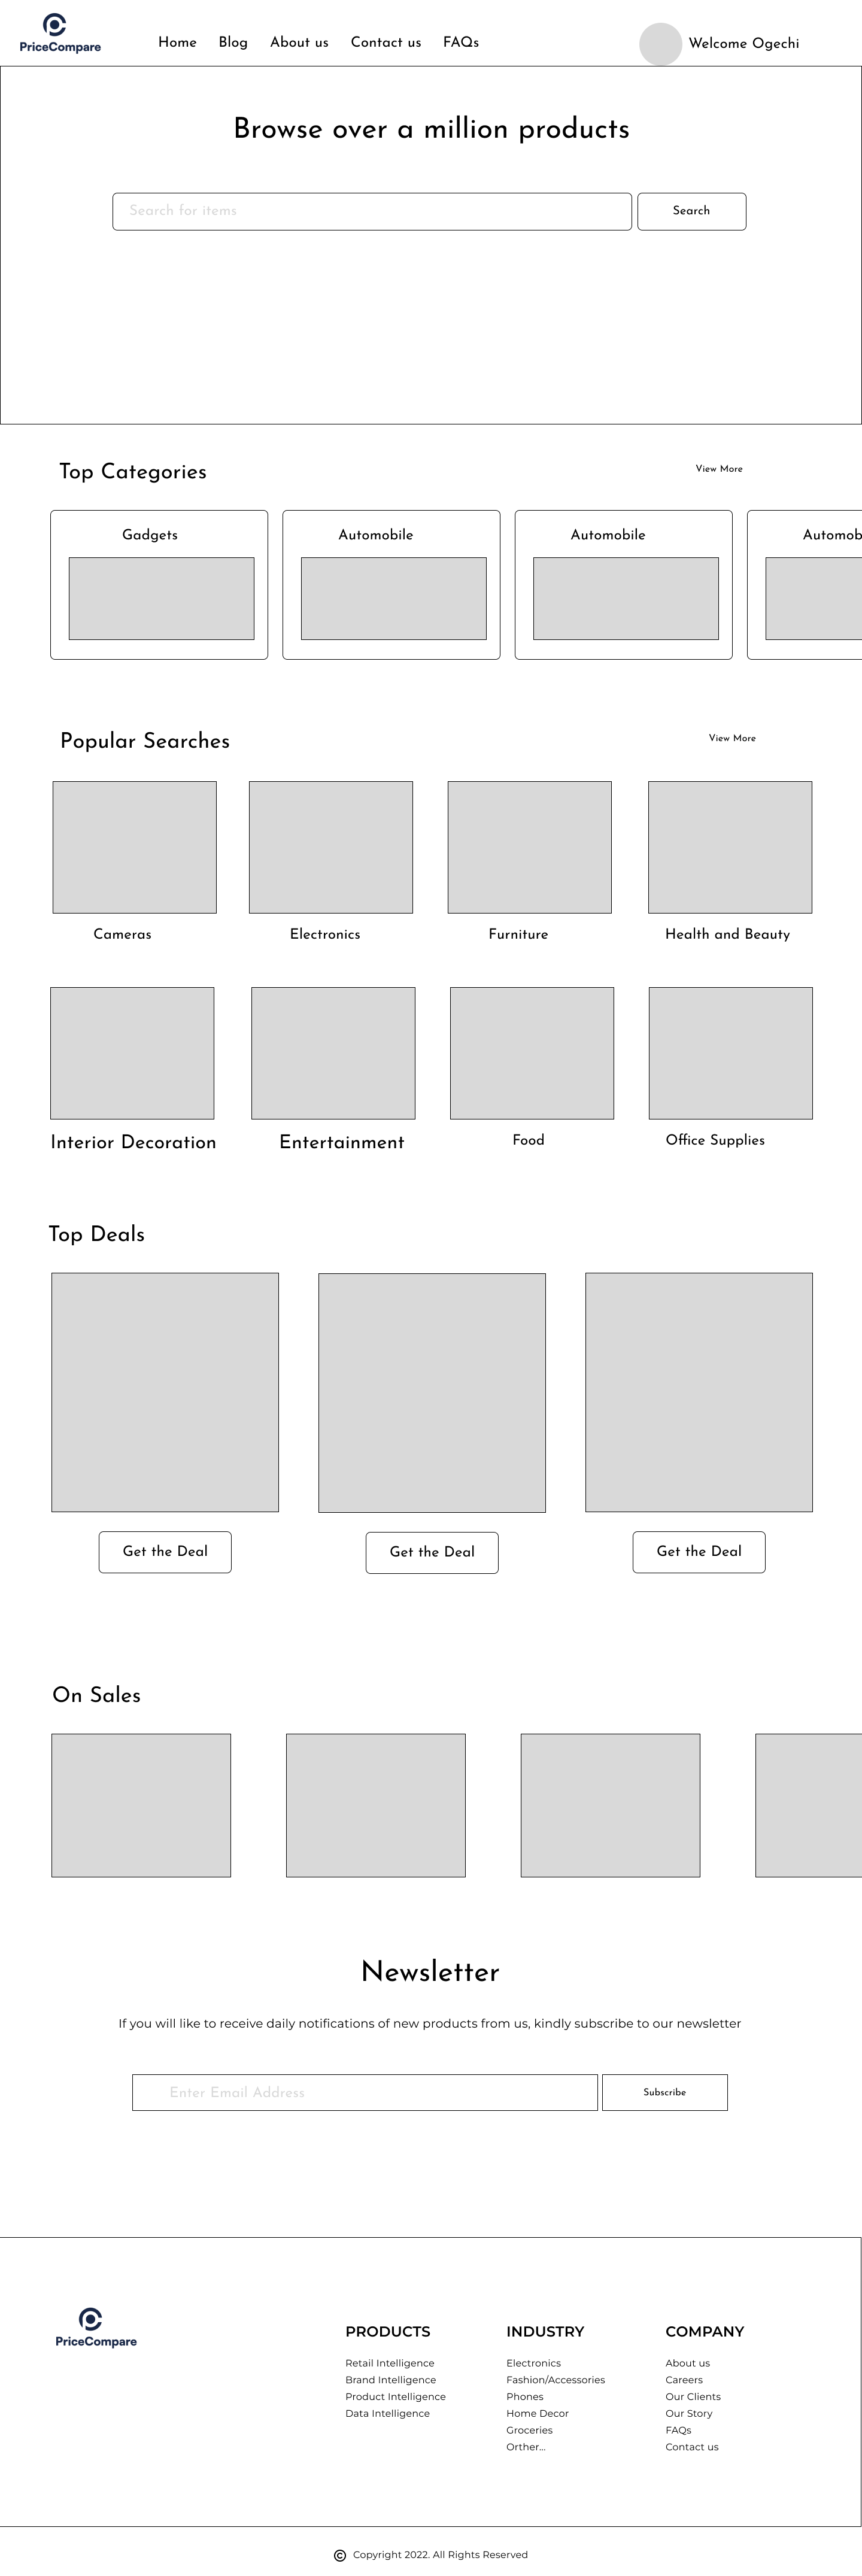 PriceCompare
Home Blog About us Contact us FAQs
Welcome Ogechi
Browse over a million products
Search for items
Search
Top Categories
View More
Gadgets
Automobile
Automobile
Automob
Popular Searches
View More
Cameras
Electronics
Furniture
Health and Beauty
Interior Decoration
Entertainment
Food
Office Supplies
Top Deals
Get the Deal
Get the Deal
Get the Deal
On Sales
Newsletter
If you will like to receive daily notifications of new products from us, kindly subscribe to our newsletter
Enter Email Address
Subscribe
PriceCompare
PRODUCTS
Retail Intelligence
Brand Intelligence
Product Intelligence
Data Intelligence
INDUSTRY
Electronics
Fashion/Accessories
Phones
Home Decor
Groceries
Orther...
COMPANY
About us
Careers
Our Clients
Our Story
FAQs
Contact us
© Copyright 2022. All Rights Reserved